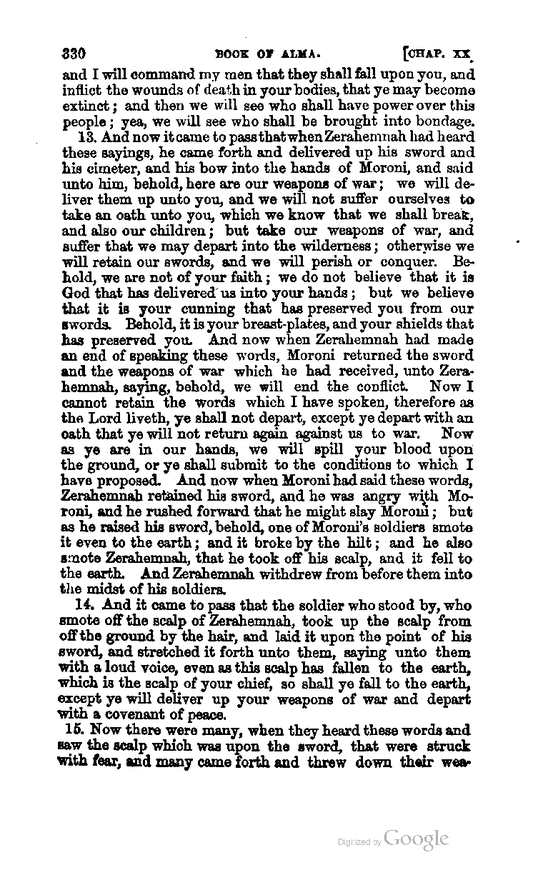 330 BOOK OF ALMA. [CHAP. XX.
and I will command my men that they shall fall upon you, and
inflict the wounds of death in your bodies, that ye may become
extinct; and then we will see who shall have power over this
people; yea, we will see who shall be brought into bondage.
13. And now it came to pass that when Zerahemnah had heard
these sayings, he came forth and delivered up his sword and
his cimeter, and his bow into the hands of Moroni, and said
unto him, behold, here are our weapons of war; we will de-
liver them up unto you, and we will not suffer ourselves to
take an oath unto you, which we know that we shall break,
and also our children; but take our weapons of war, and
suffer that we may depart into the wilderness; otherwise we
will retain our swords, and we will perish or conquer. Be-
hold, we are not of your faith; we do not believe that it is
God that has delivered us into your hands; but we believe
that it is your cunning that has preserved you from our
swords. Behold, it is your breast-plates, and your shields that
has preserved you. And now when Zerahemnah had made
an end of speaking these words, Moroni returned the sword
and the weapons of war which he had received, unto Zera-
hemnah, saying, behold, we will end the conflict. Now I
cannot retain the words which I have spoken, therefore as
the Lord liveth, ye shall not depart, except ye depart with an
oath that ye will not return again against us to war. Now
as ye are in our hands, we will spill your blood upon
the ground, or ye shall submit to the conditions to which I
have proposed. And now when Moroni had said these words,
Zerahemnah retained his sword, and he was angry with Mo-
roni, and he rushed forward that he might slay Moroni; but
as he raised his sword, behold, one of Moroni's soldiers smote
it even to the earth; and it broke by the hilt; and he also
smote Zerahemnah, that he took off his scalp, and it fell to
the earth. And Zerahemnah withdrew from before them into
the midst of his soldiers.
14. And it came to pass that the soldier who stood by, who
smote off the scalp of Zerahemnah, took up the scalp from
off the ground by the hair, and laid it upon the point of his
sword, and stretched it forth unto them, saying unto them
with a loud voice, even as this scalp has fallen to the earth,
which is the scalp of your chief, so shall ye fall to the earth,
except ye will deliver up your weapons of war and depart
with a covenant of peace.
15. Now there were many, when they heard these words and
saw the scalp which was upon the sword, that were struck
with fear, and many came forth and threw down their wea-
Digitized by Google